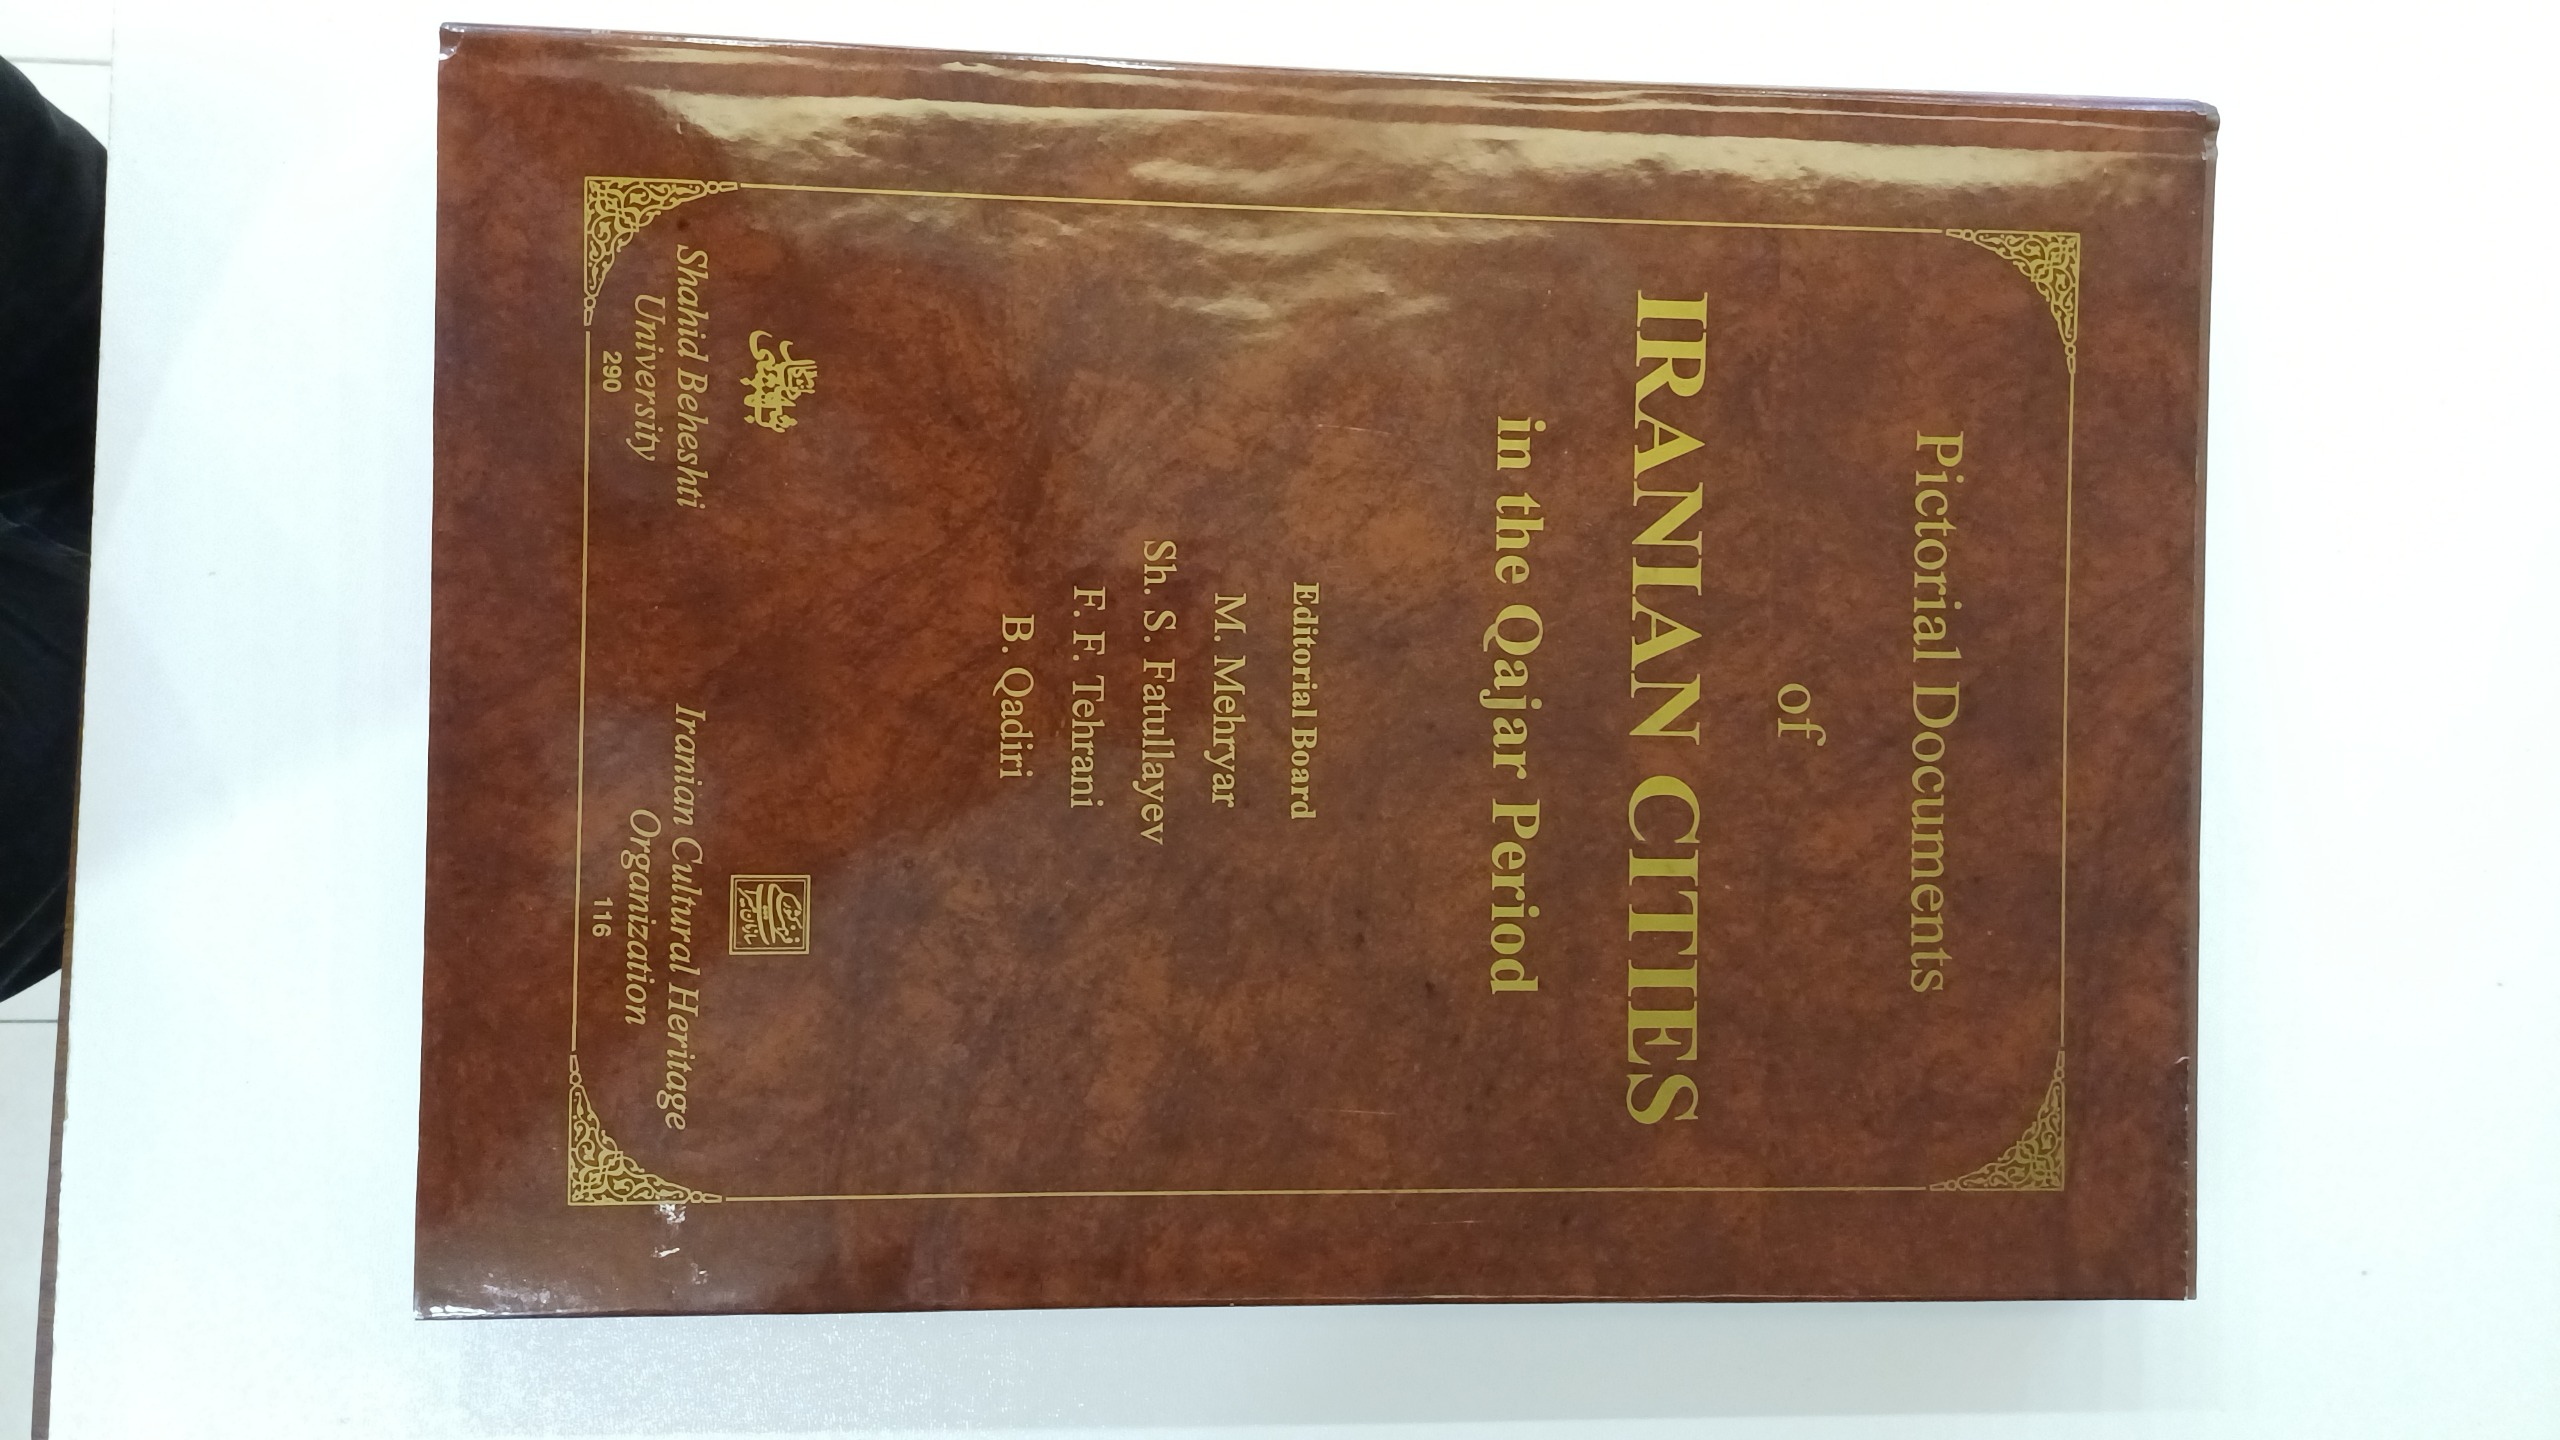 Pictorial Documents
of
IRANIAN CITIES
in the Qajar Period
Editorial Board
M. Mehryar
Sh. S. Fatullayev
F. F. Tehrani
B. Qadiri
Shahid Beheshti
University
290
Iranian Cultural Heritage
Organization
116